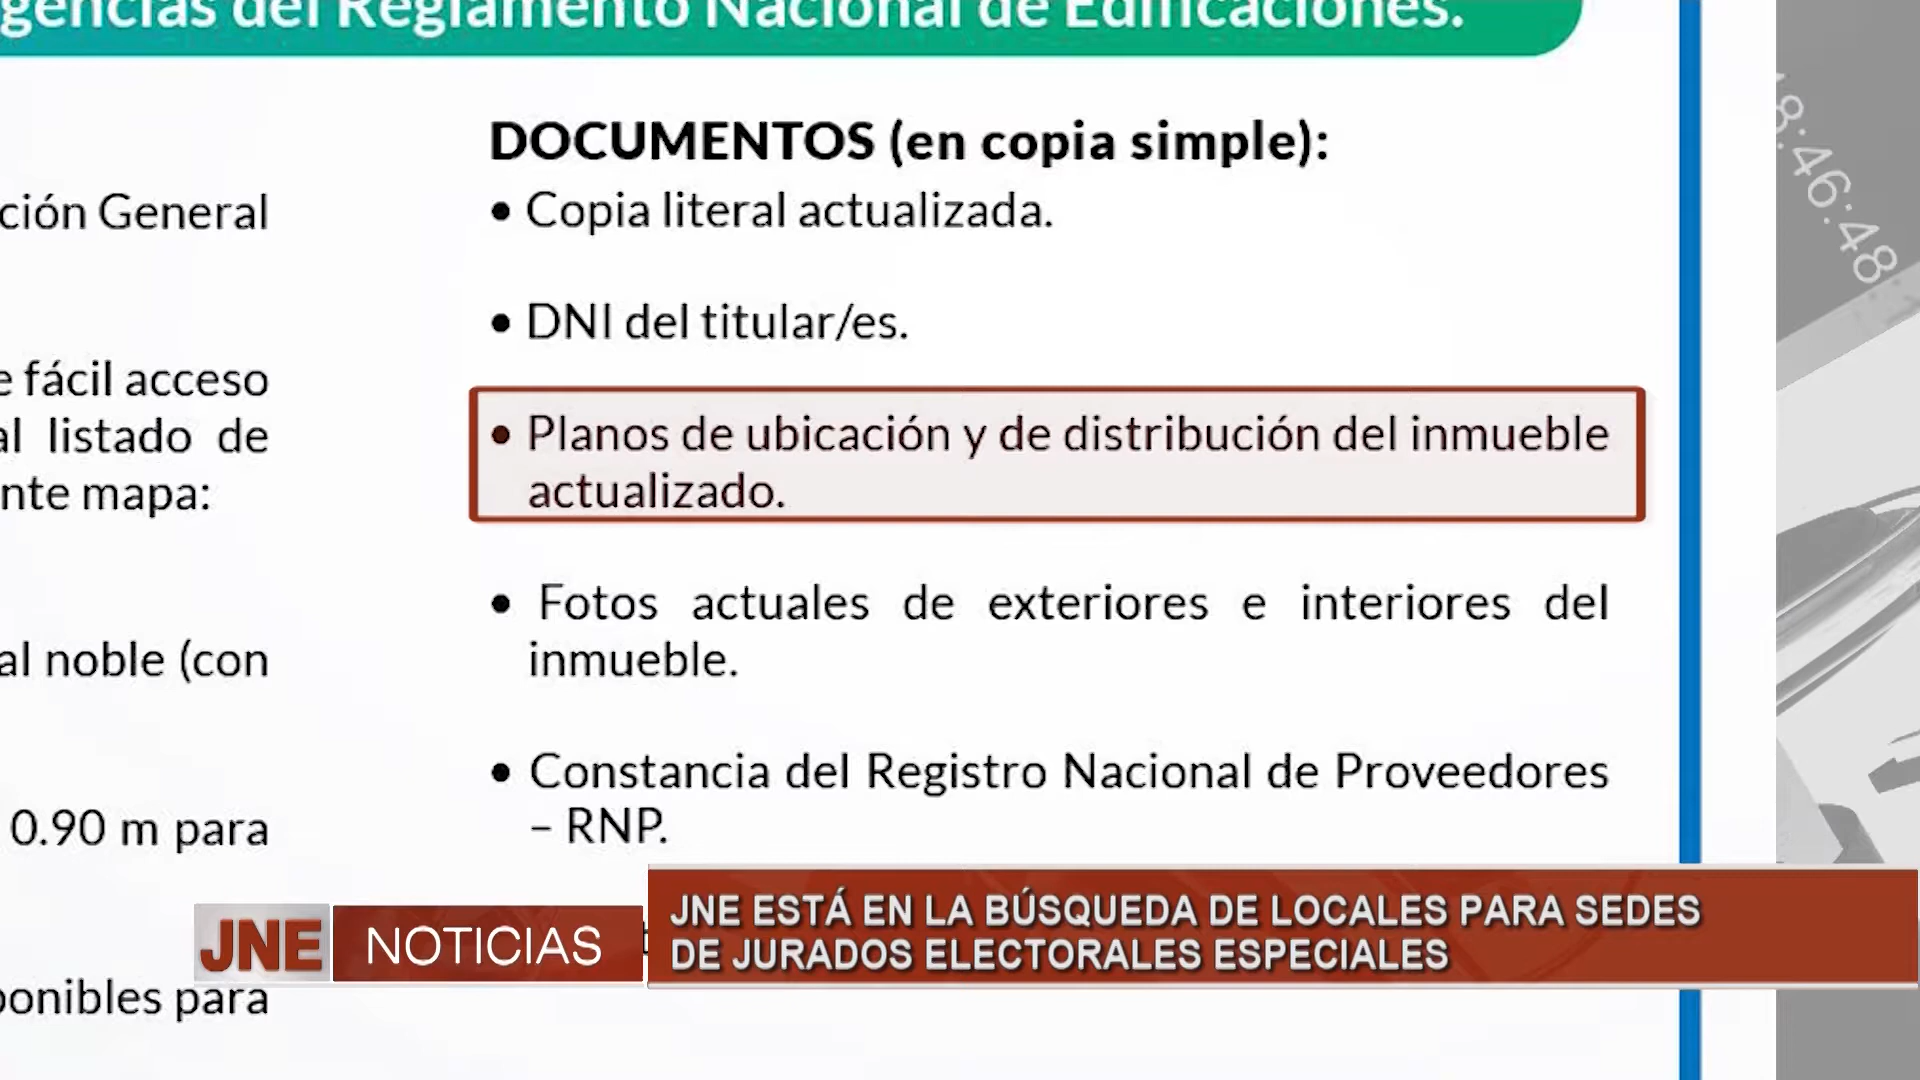 gencias del Reglamento Nacional de Edificaciones.
ción General
e fácil acceso
al listado de
nte mapa:
al noble (con
0.90 m para
ponibles para
DOCUMENTOS (en copia simple):
• Copia literal actualizada.
• DNI del titular/es.
• Planos de ubicación y de distribución del inmueble
actualizado.
• Fotos actuales de exteriores e interiores del
inmueble.
• Constancia del Registro Nacional de Proveedores
– RNP.
8:46:48
JNE NOTICIAS
JNE ESTÁ EN LA BÚSQUEDA DE LOCALES PARA SEDES
DE JURADOS ELECTORALES ESPECIALES